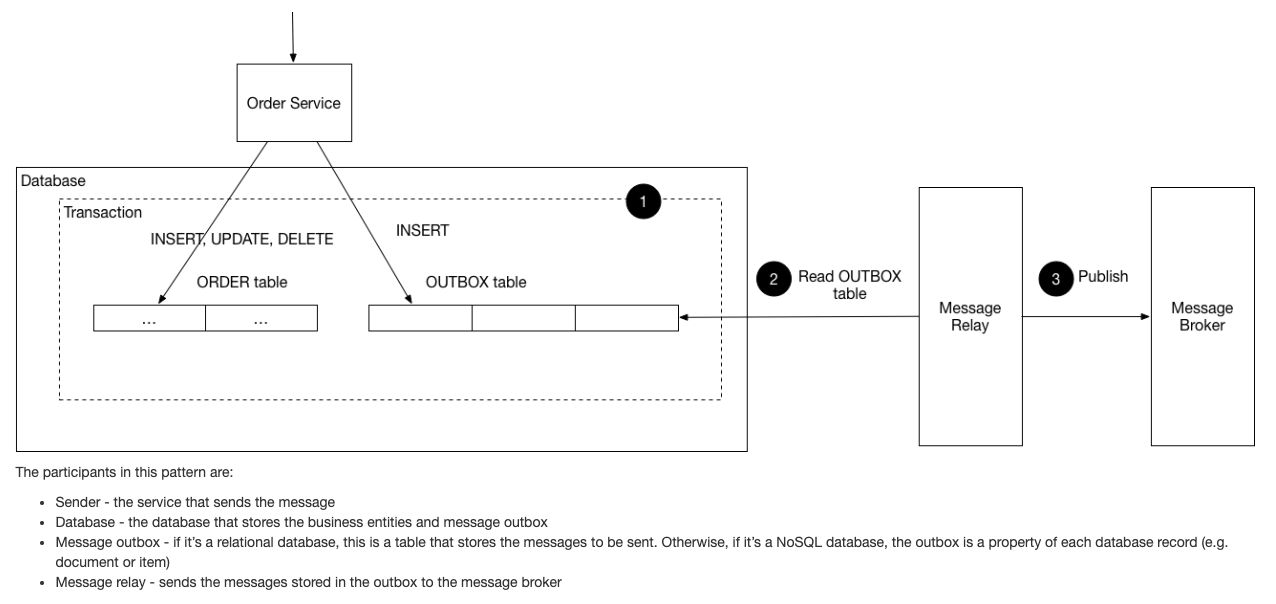 Order Service
Database
Transaction
1
INSERT, UPDATE, DELETE
INSERT
ORDER table
OUTBOX table
...
...
2
Read OUTBOX
table
Message
Relay
3
Publish
Message
Broker
The participants in this pattern are:
• Sender - the service that sends the message
• Database - the database that stores the business entities and message outbox
• Message outbox - if it’s a relational database, this is a table that stores the messages to be sent. Otherwise, if it’s a NoSQL database, the outbox is a property of each database record (e.g.
document or item)
• Message relay - sends the messages stored in the outbox to the message broker